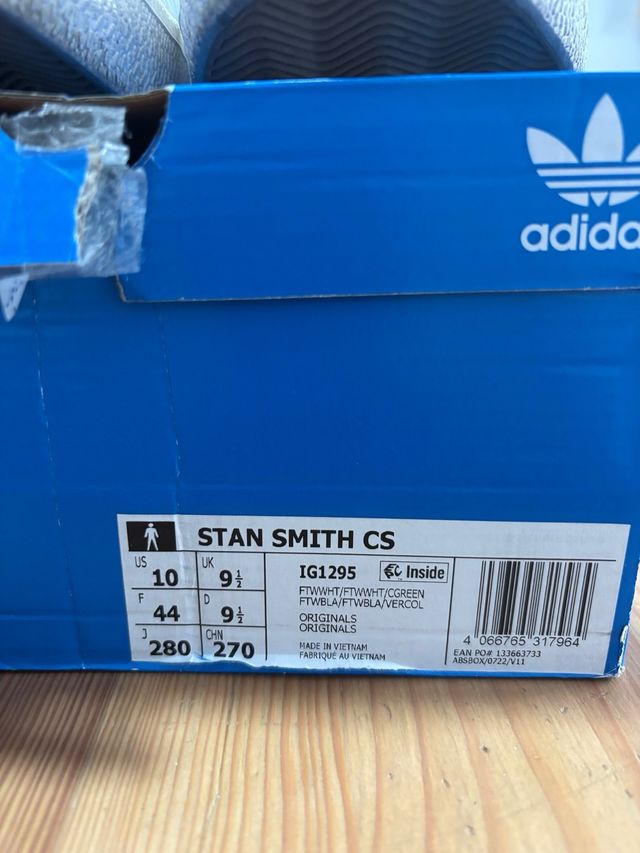 adidas
STAN SMITH CS
US 10 UK 9½
F 44 D 9½
J 280 CHN 270
IG1295 Inside
FTWWHT/FTWWHT/CGREEN
FTWBLA/FTWBLA/VERCOL
ORIGINALS
ORIGINALS
MADE IN VIETNAM
FABRIQUÉ AU VIETNAM
4 066765 317964
EAN PO# 133663733
ABSBOX/0722/V11